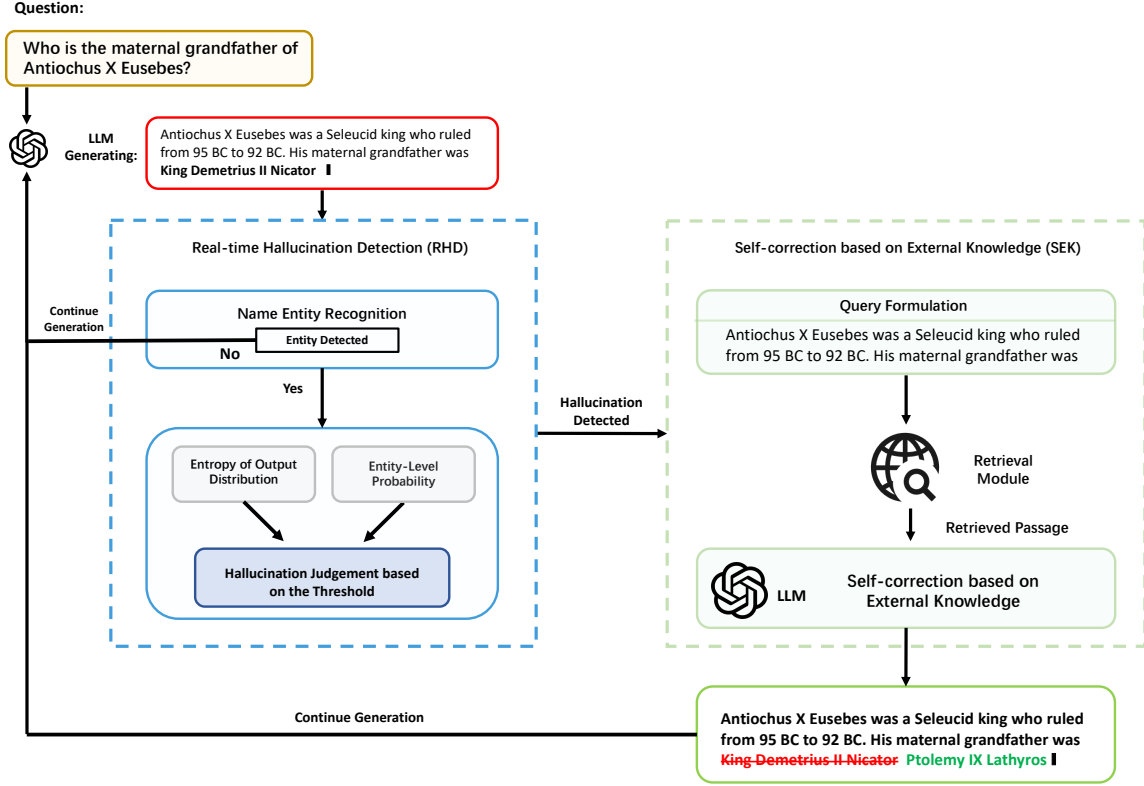 Question:
Who is the maternal grandfather of
Antiochus X Eusebes?
LLM
Generating:
Antiochus X Eusebes was a Seleucid king who ruled
from 95 BC to 92 BC. His maternal grandfather was
King Demetrius II Nicator
Real-time Hallucination Detection (RHD)
Continue
Generation
Name Entity Recognition
Entity Detected
No
Yes
Entropy of Output
Distribution
Entity-Level
Probability
Hallucination Judgement based
on the Threshold
Hallucination
Detected
Self-correction based on External Knowledge (SEK)
Query Formulation
Antiochus X Eusebes was a Seleucid king who ruled
from 95 BC to 92 BC. His maternal grandfather was
Retrieval
Module
Retrieved Passage
LLM
Self-correction based on
External Knowledge
Continue Generation
Antiochus X Eusebes was a Seleucid king who ruled
from 95 BC to 92 BC. His maternal grandfather was
King Demetrius II Nicator Ptolemy IX Lathyros